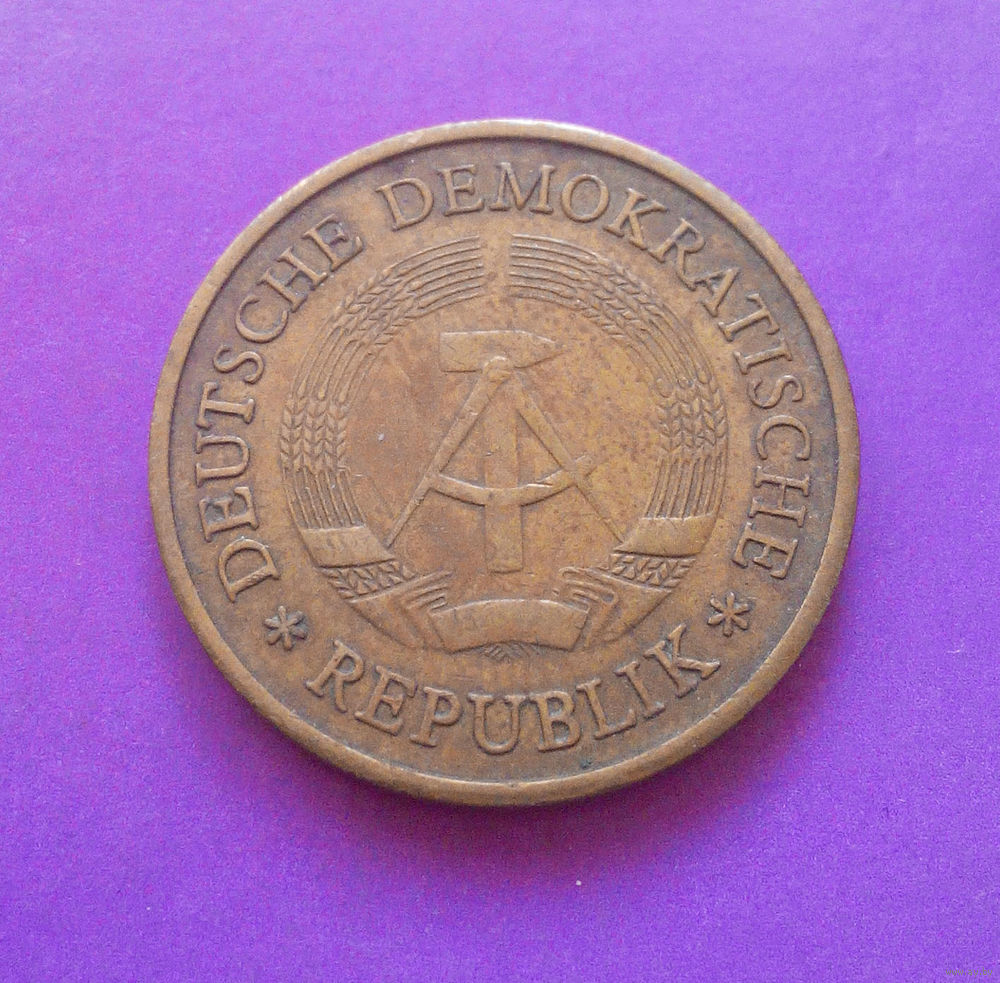 DEUTSCHE DEMOKRATISCHE
* REPUBLIK *